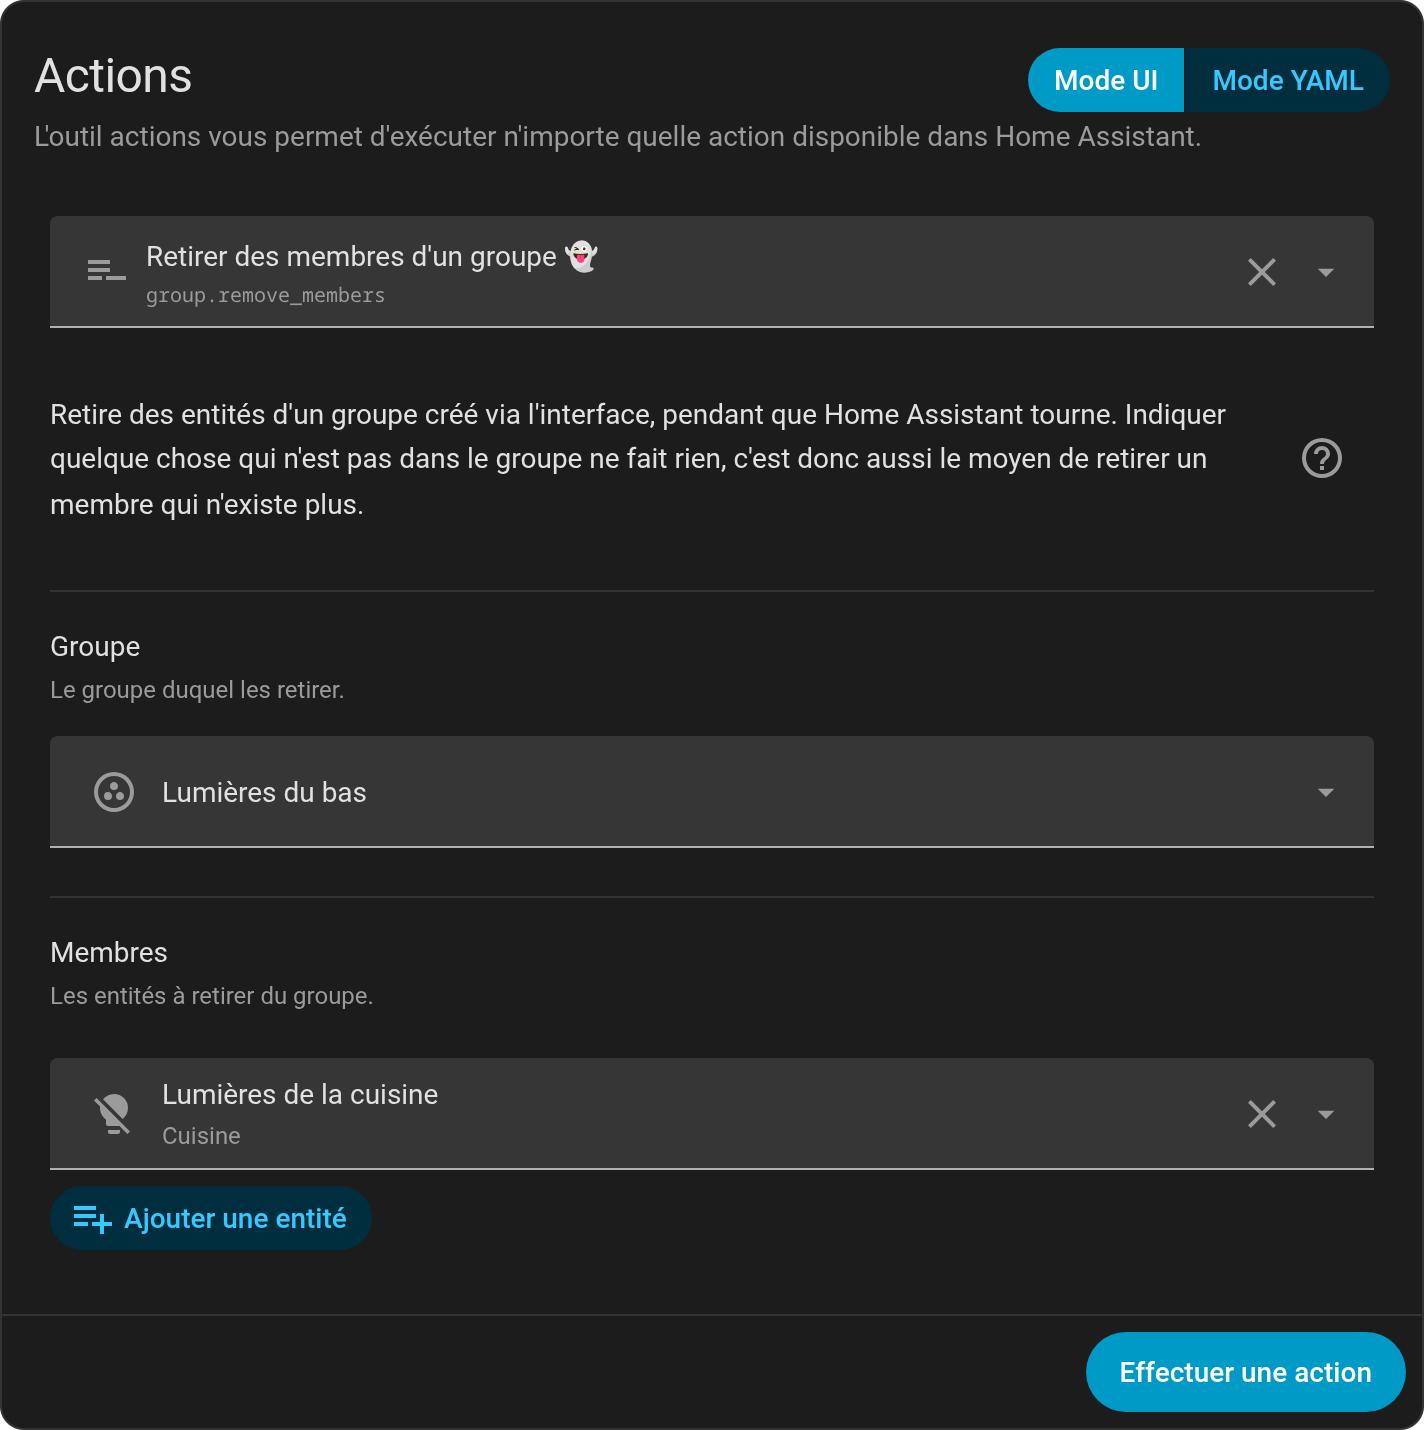 Actions
Mode UI
Mode YAML
L'outil actions vous permet d'exécuter n'importe quelle action disponible dans Home Assistant.
Retirer des membres d'un groupe 👻
group.remove_members
Retire des entités d'un groupe créé via l'interface, pendant que Home Assistant tourne. Indiquer
quelque chose qui n'est pas dans le groupe ne fait rien, c'est donc aussi le moyen de retirer un
membre qui n'existe plus.
Groupe
Le groupe duquel les retirer.
Lumières du bas
Membres
Les entités à retirer du groupe.
Lumières de la cuisine
Cuisine
Ajouter une entité
Effectuer une action